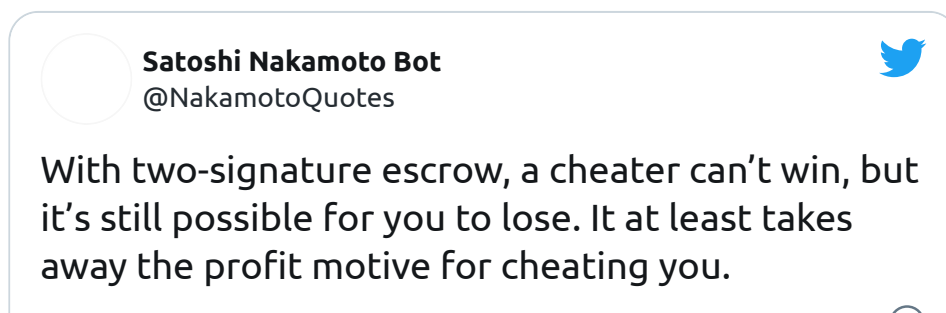 Satoshi Nakamoto Bot
@NakamotoQuotes
With two-signature escrow, a cheater can’t win, but
it’s still possible for you to lose. It at least takes
away the profit motive for cheating you.